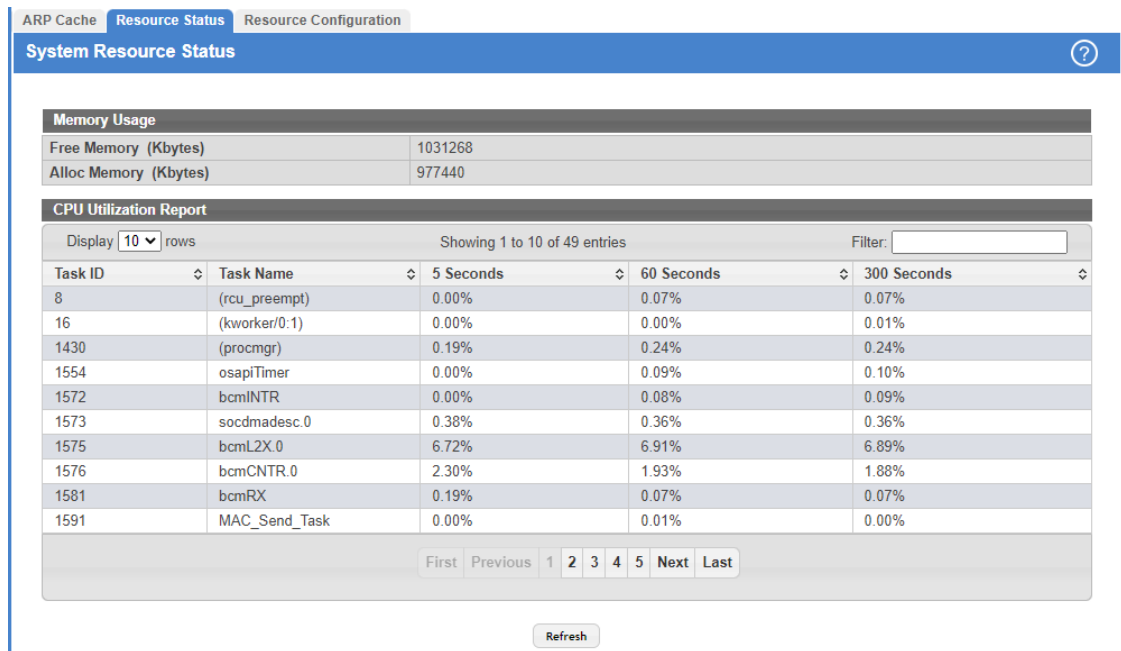 ARP Cache Resource Status Resource Configuration
System Resource Status ?
Memory Usage
Free Memory (Kbytes) 1031268
Alloc Memory (Kbytes) 977440
CPU Utilization Report
Display 10 rows Showing 1 to 10 of 49 entries Filter:
Task ID Task Name 5 Seconds 60 Seconds 300 Seconds
8 (rcu_preempt) 0.00% 0.07% 0.07%
16 (kworker/0:1) 0.00% 0.00% 0.01%
1430 (procmgr) 0.19% 0.24% 0.24%
1554 osapiTimer 0.00% 0.09% 0.10%
1572 bcmINTR 0.00% 0.08% 0.09%
1573 socdmadesc.0 0.38% 0.36% 0.36%
1575 bcmL2X.0 6.72% 6.91% 6.89%
1576 bcmCNTR.0 2.30% 1.93% 1.88%
1581 bcmRX 0.19% 0.07% 0.07%
1591 MAC_Send_Task 0.00% 0.01% 0.00%
First Previous 1 2 3 4 5 Next Last
Refresh